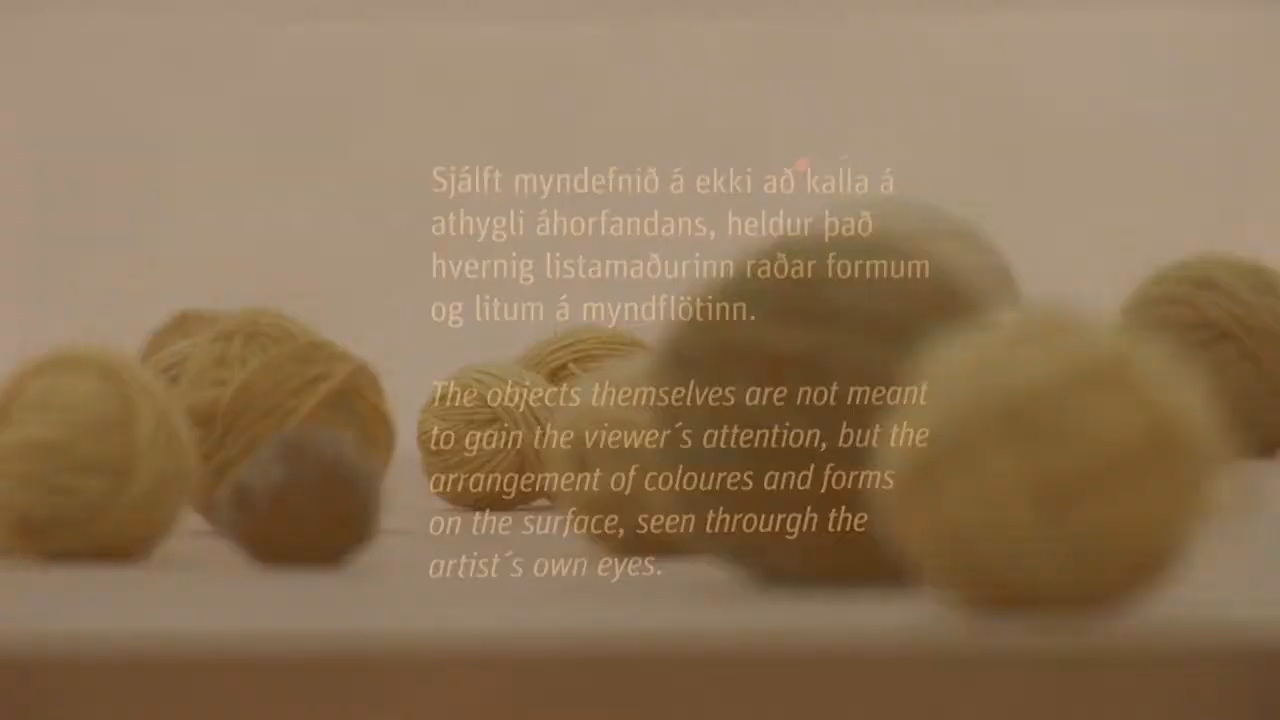 Sjálft myndefnið á ekki að kalla á
athygli áhorfandans, heldur það
hvernig listamaðurinn raðar formum
og litum á myndflötinn.
The objects themselves are not meant
to gain the viewer´s attention, but the
arrangement of coloures and forms
on the surface, seen throurgh the
artist´s own eyes.